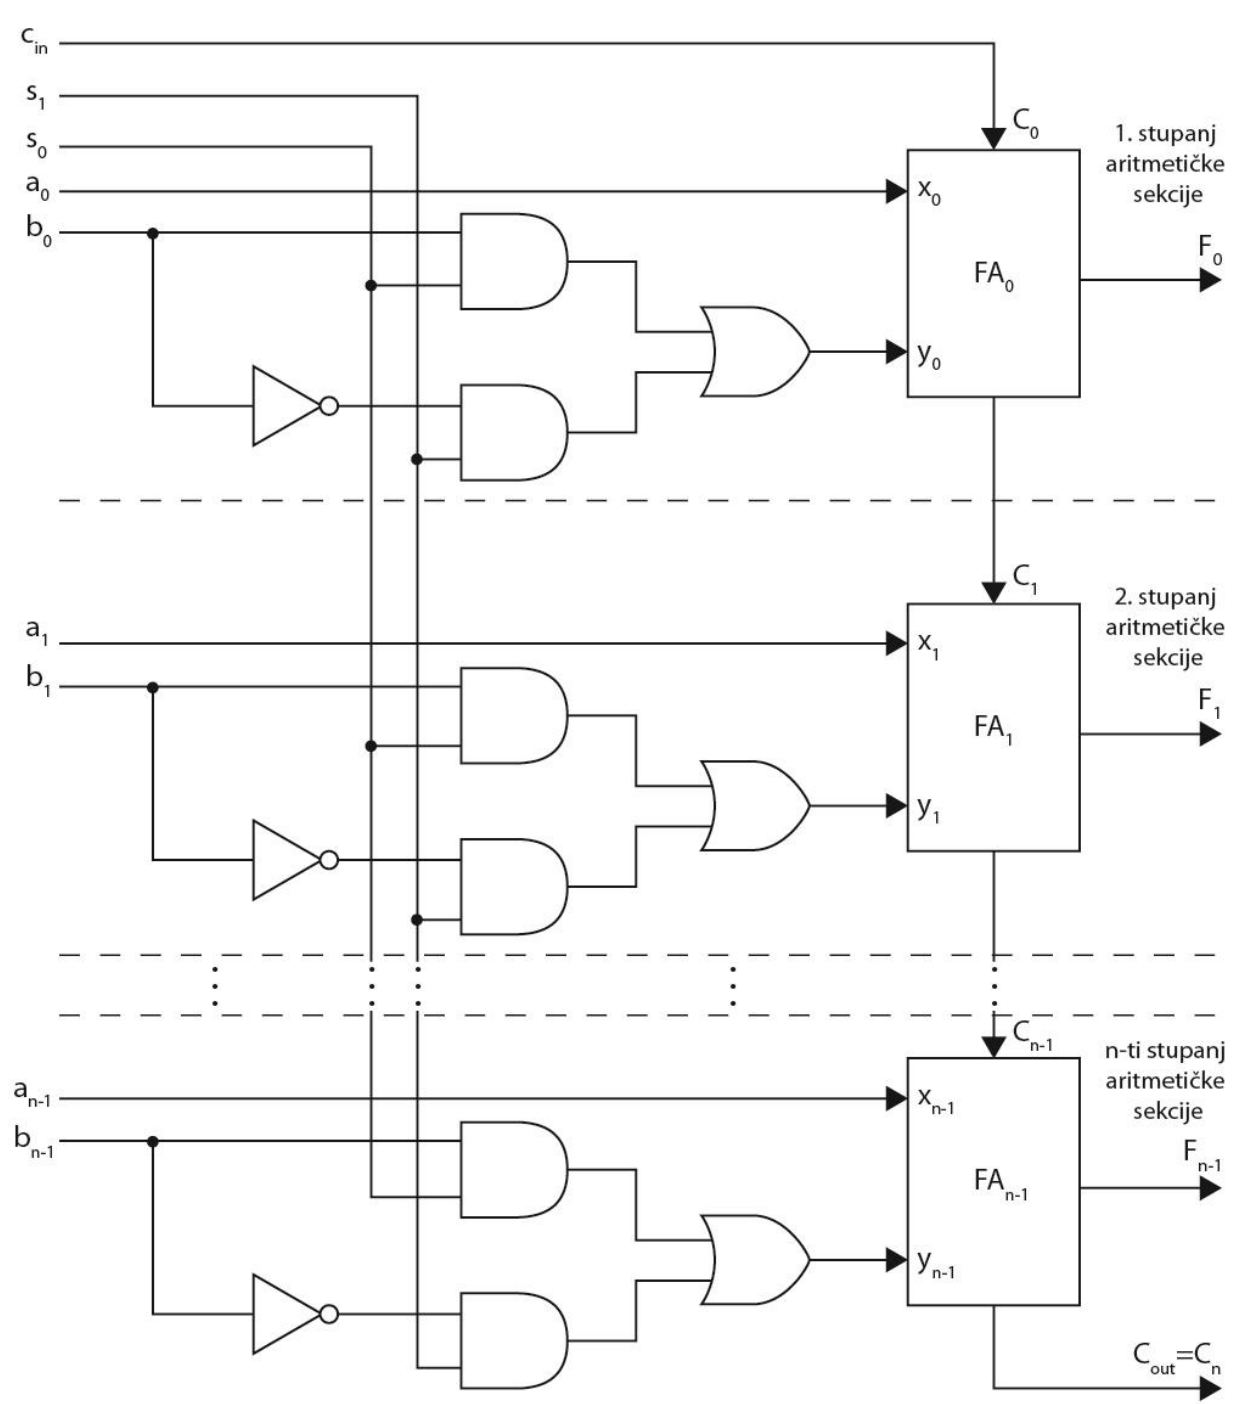 c_in
s_1
s_0
a_0
b_0
C_0
1. stupanj
aritmetičke
sekcije
x_0
FA_0
F_0
y_0
C_1
2. stupanj
aritmetičke
sekcije
a_1
b_1
x_1
FA_1
F_1
y_1
C_n-1
n-ti stupanj
aritmetičke
sekcije
a_n-1
b_n-1
x_n-1
FA_n-1
F_n-1
y_n-1
C_out=C_n